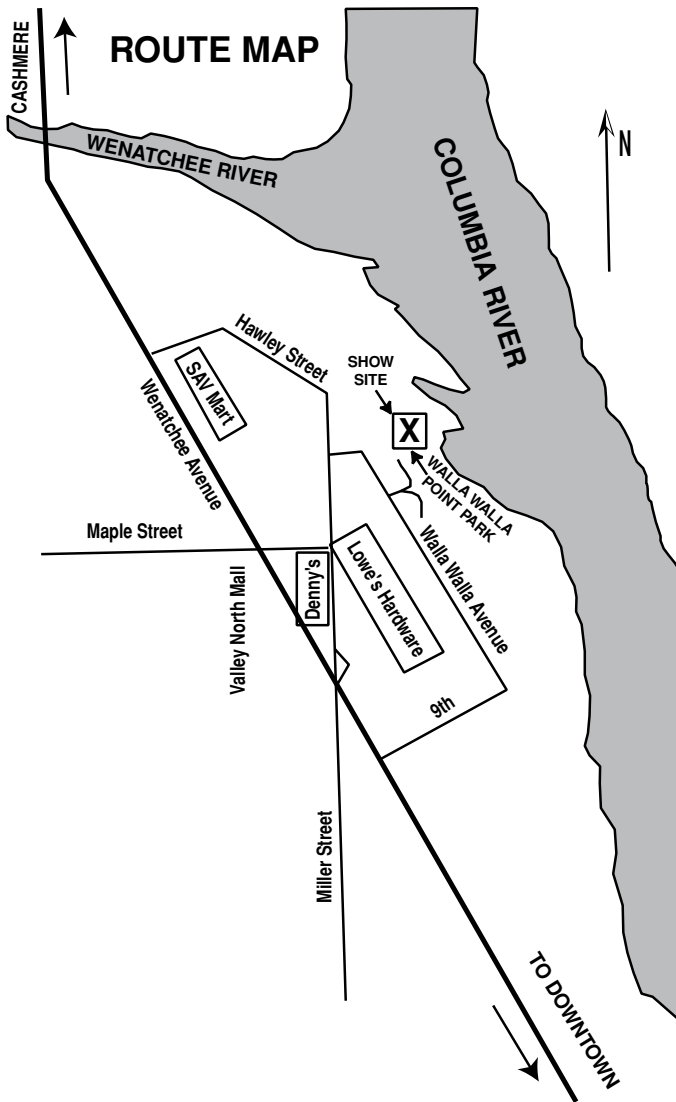 ROUTE MAP
CASHMERE
N
WENATCHEE RIVER
COLUMBIA RIVER
Hawley Street
SHOW
SITE
SAV Mart
X
Wenatchee Avenue
WALLA WALLA
POINT PARK
Maple Street
Walla Walla Avenue
Lowe's Hardware
Denny's
Valley North Mall
9th
Miller Street
TO DOWNTOWN